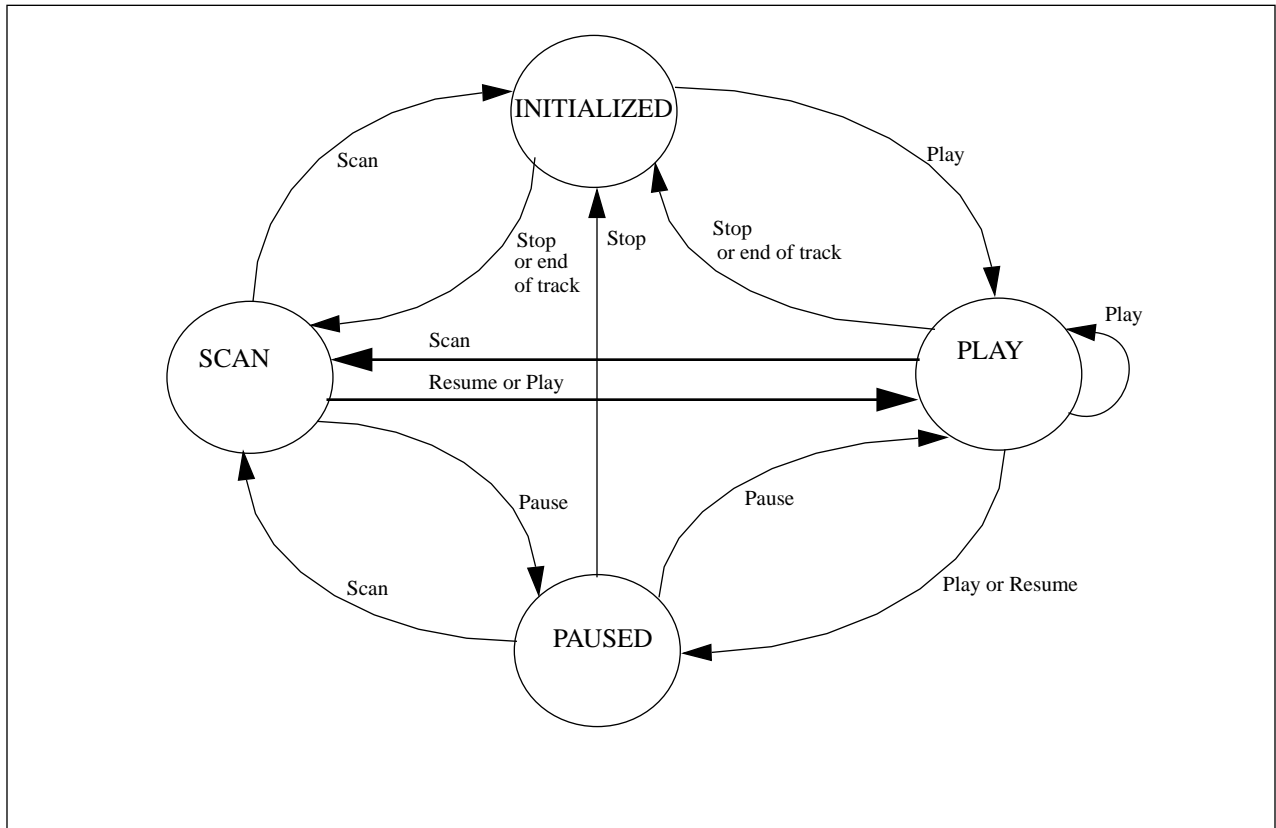 INITIALIZED
Scan
Play
Stop
or end
of track
Stop
Stop
or end of track
Play
SCAN
PLAY
Scan
Resume or Play
Pause
Pause
Scan
Play or Resume
PAUSED